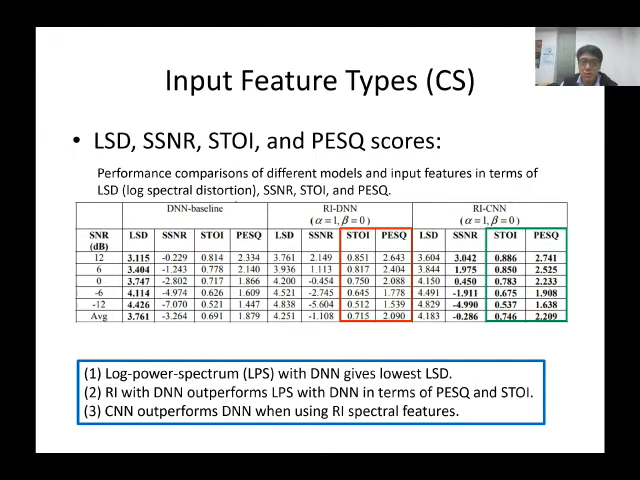 Input Feature Types (CS)
• LSD, SSNR, STOI, and PESQ scores:
Performance comparisons of different models and input features in terms of
LSD (log spectral distortion), SSNR, STOI, and PESQ.
DNN-baseline RI-DNN RI-CNN
(α=1, β=0) (α=1, β=0)
SNR (dB) LSD SSNR STOI PESQ LSD SSNR STOI PESQ LSD SSNR STOI PESQ
12 3.115 -0.229 0.814 2.334 3.761 2.149 0.851 2.643 3.604 3.042 0.886 2.741
6 3.404 -1.243 0.778 2.140 3.936 1.113 0.817 2.404 3.844 1.975 0.850 2.525
0 3.747 -2.802 0.717 1.866 4.200 -0.454 0.750 2.088 4.150 0.450 0.783 2.233
-6 4.114 -4.974 0.626 1.609 4.521 -2.745 0.645 1.778 4.491 -1.911 0.675 1.908
-12 4.426 -7.070 0.521 1.447 4.838 -5.604 0.512 1.539 4.829 -4.990 0.537 1.638
Avg 3.761 -3.264 0.691 1.879 4.251 -1.108 0.715 2.090 4.183 -0.286 0.746 2.209
(1) Log-power-spectrum (LPS) with DNN gives lowest LSD.
(2) RI with DNN outperforms LPS with DNN in terms of PESQ and STOI.
(3) CNN outperforms DNN when using RI spectral features.